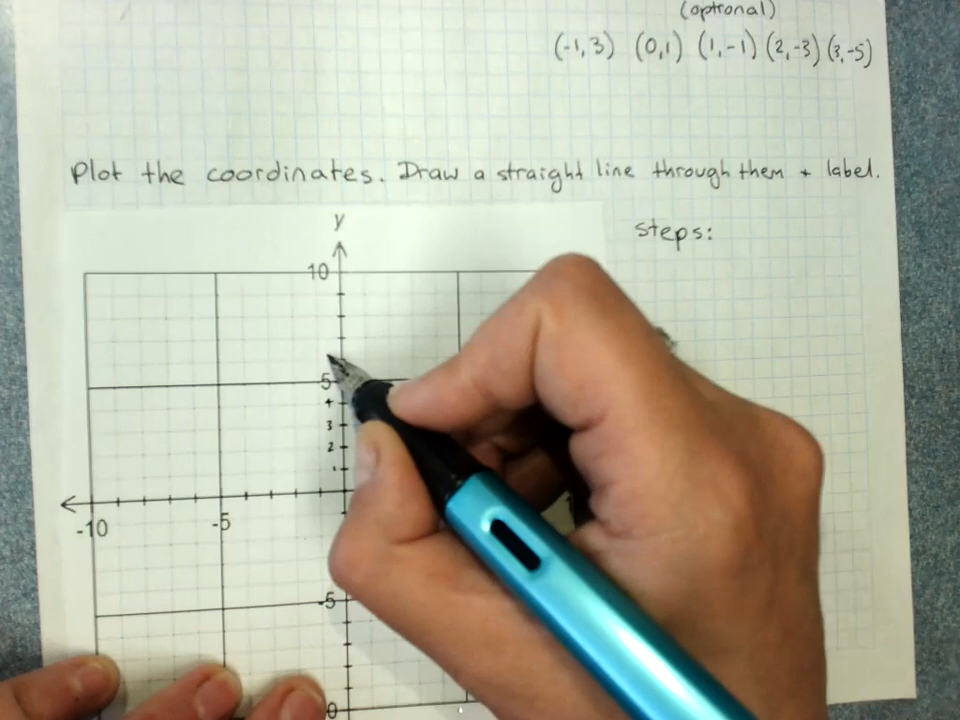 (optional)
(-1,3) (0,1) (1,-1) (2,-3) (3,-5)
Plot the coordinates. Draw a straight line through them + label.
steps:
y
10
5
4
3
2
1
-10
-5
-5